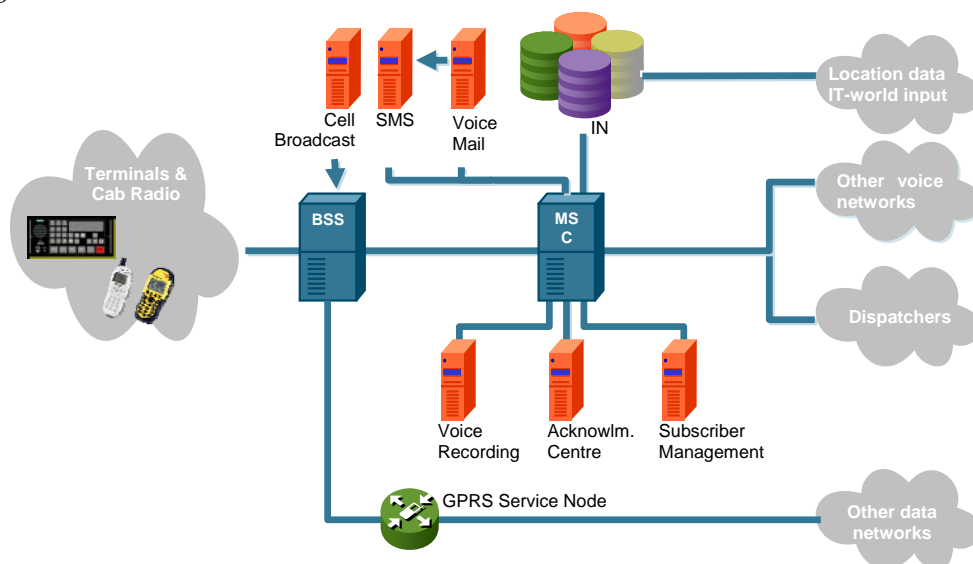 Cell
Broadcast
SMS
Voice
Mail
IN
Location data
IT-world input
Terminals &
Cab Radio
BSS
MS
C
Other voice
networks
Dispatchers
Voice
Recording
Acknowlm.
Centre
Subscriber
Management
GPRS Service Node
Other data
networks